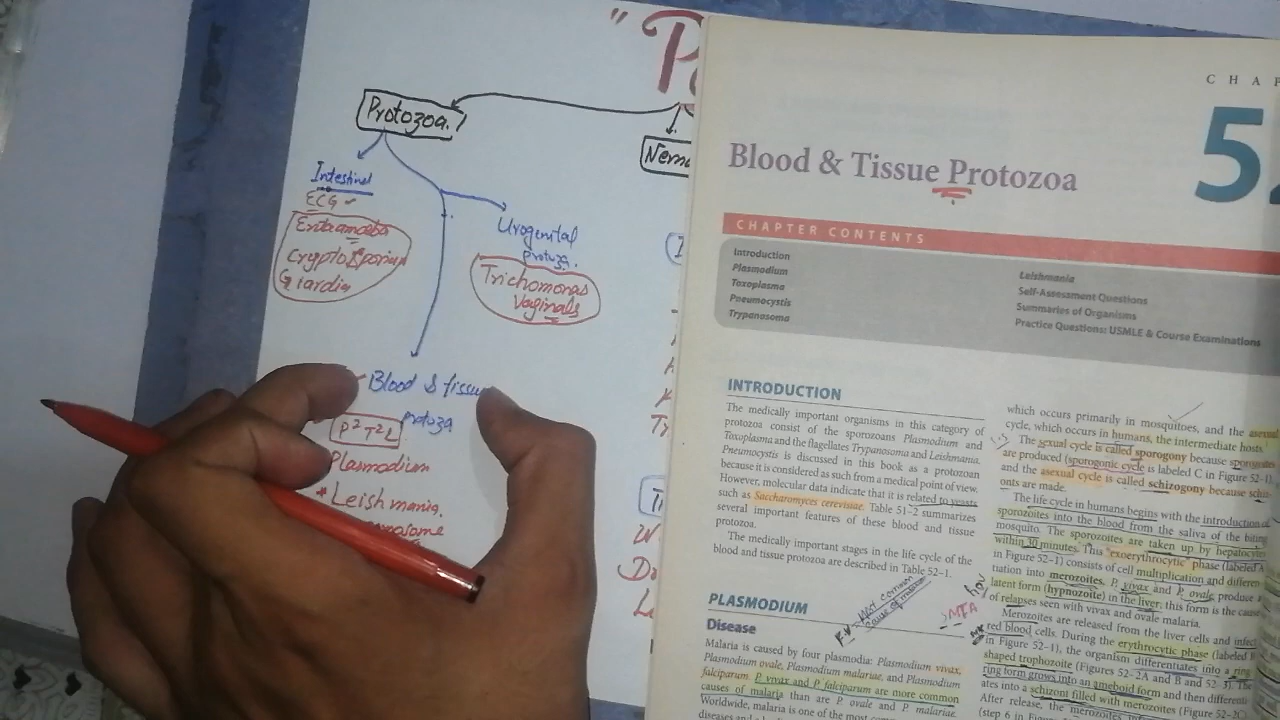 Protozoa
Nem
Intestinal
ECG
Entamoeba
Cryptosporium
Giardia
Urogenital
protoza.
Trichomonas
Vaginals
Blood & tissue
protoza
P² T² L
Plasmodium
* Leishmania
CHAP
52
Blood & Tissue Protozoa
CHAPTER CONTENTS
Introduction
Plasmodium
Toxoplasma
Pneumocystis
Trypanosoma
Leishmania
Self-Assessment Questions
Summaries of Organisms
Practice Questions: USMLE & Course Examinations
INTRODUCTION
The medically important organisms in this category of
protozoa consist of the sporozoans Plasmodium and
Toxoplasma and the flagellates Trypanosoma and Leishmania.
Pneumocystis is discussed in this book as a protozoan
because it is considered as such from a medical point of view.
However, molecular data indicate that it is related to yeasts
such as Saccharomyces cerevisiae. Table 51-2 summarizes
several important features of these blood and tissue
protozoa.
The medically important stages in the life cycle of the
blood and tissue protozoa are described in Table 52-1.
PLASMODIUM
Disease
Malaria is caused by four plasmodia: Plasmodium vivax,
Plasmodium ovale, Plasmodium malariae, and Plasmodium
falciparum. P. vivax and P. falciparum are more common
causes of malaria than are P. ovale and P. malariae.
Worldwide, malaria is one of the most
which occurs primarily in mosquitoes, and the asexual
cycle, which occurs in humans, the intermediate hosts.
The sexual cycle is called sporogony because sporozoites
are produced (sporogonic cycle is labeled C in Figure 52-1),
and the asexual cycle is called schizogony because schiz-
onts are made.
The life cycle in humans begins with the introduction of
sporozoites into the blood from the saliva of the biting
mosquito. The sporozoites are taken up by hepatocytes
within 30 minutes. This "exoerythrocytic" phase (labeled A
in Figure 52-1) consists of cell multiplication and differen-
tiation into merozoites. P. vivax and P. ovale produce a
latent form (hypnozoite) in the liver; this form is the cause
of relapses seen with vivax and ovale malaria.
Merozoites are released from the liver cells and infect
red blood cells. During the erythrocytic phase (labeled B
in Figure 52-1), the organism differentiates into a ring-
shaped trophozoite (Figures 52-2A and B and 52-3). The
ring form grows into an ameboid form and then differenti-
ates into a schizont filled with merozoites (Figure 52-2C).
After release, the merozoites